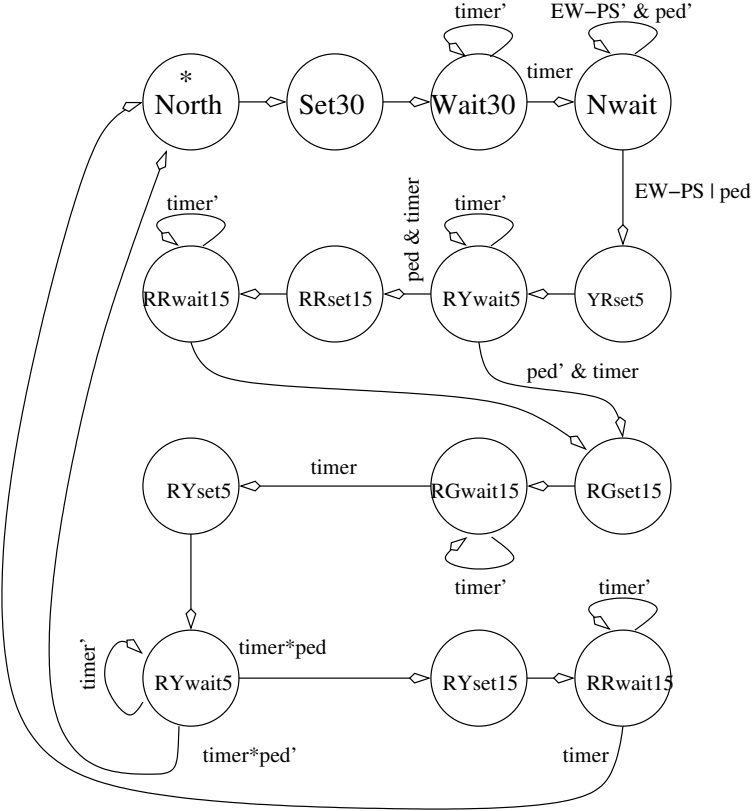 timer’
EW−PS’ & ped’
*
North
Set30
Wait30
timer
Nwait
EW−PS | ped
timer’
ped & timer
timer’
RRwait15
RRset15
RYwait5
YRset5
ped’ & timer
RYset5
timer
RGwait15
RGset15
timer’
timer’
timer’
RYwait5
timer*ped
RYset15
RRwait15
timer*ped’
timer